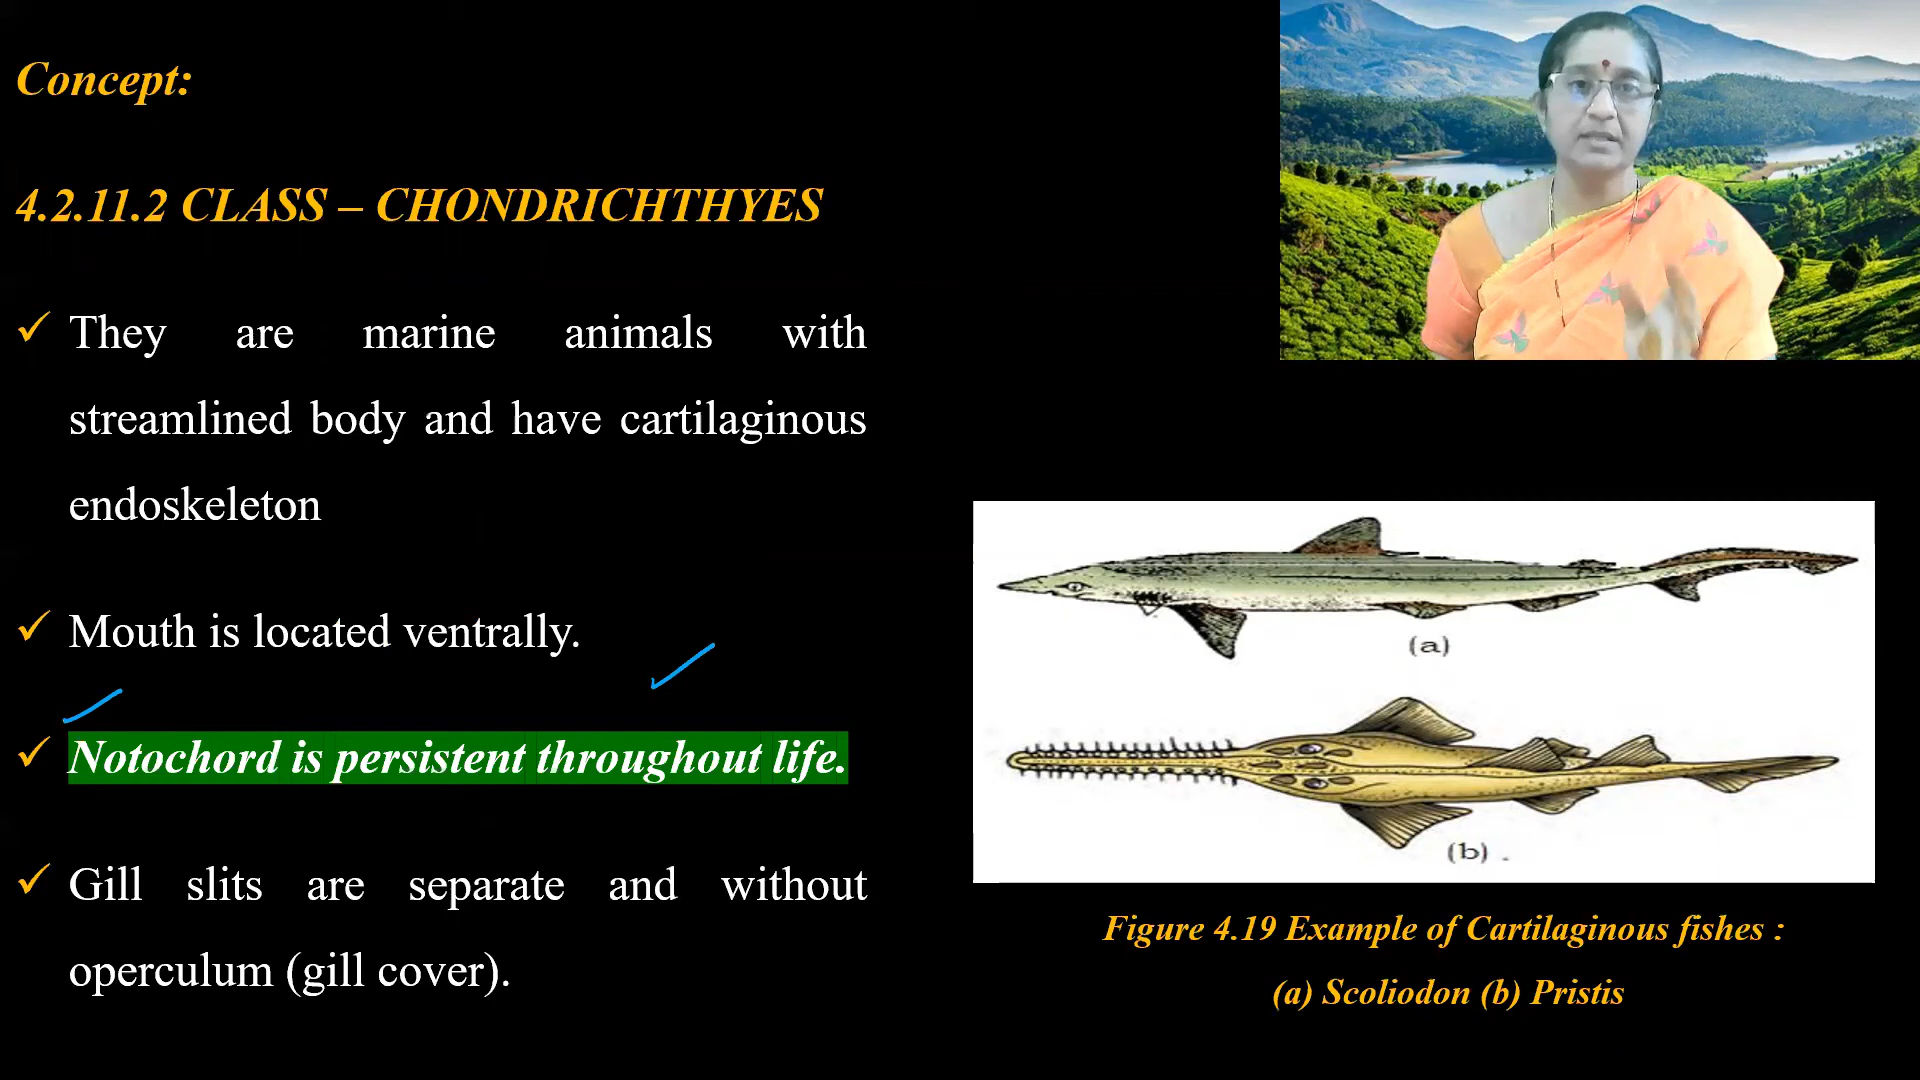 Concept:
4.2.11.2 CLASS – CHONDRICHTHYES
They are marine animals with
streamlined body and have cartilaginous
endoskeleton
Mouth is located ventrally.
Notochord is persistent throughout life.
Gill slits are separate and without
operculum (gill cover).
(a)
(b) .
Figure 4.19 Example of Cartilaginous fishes :
(a) Scoliodon (b) Pristis